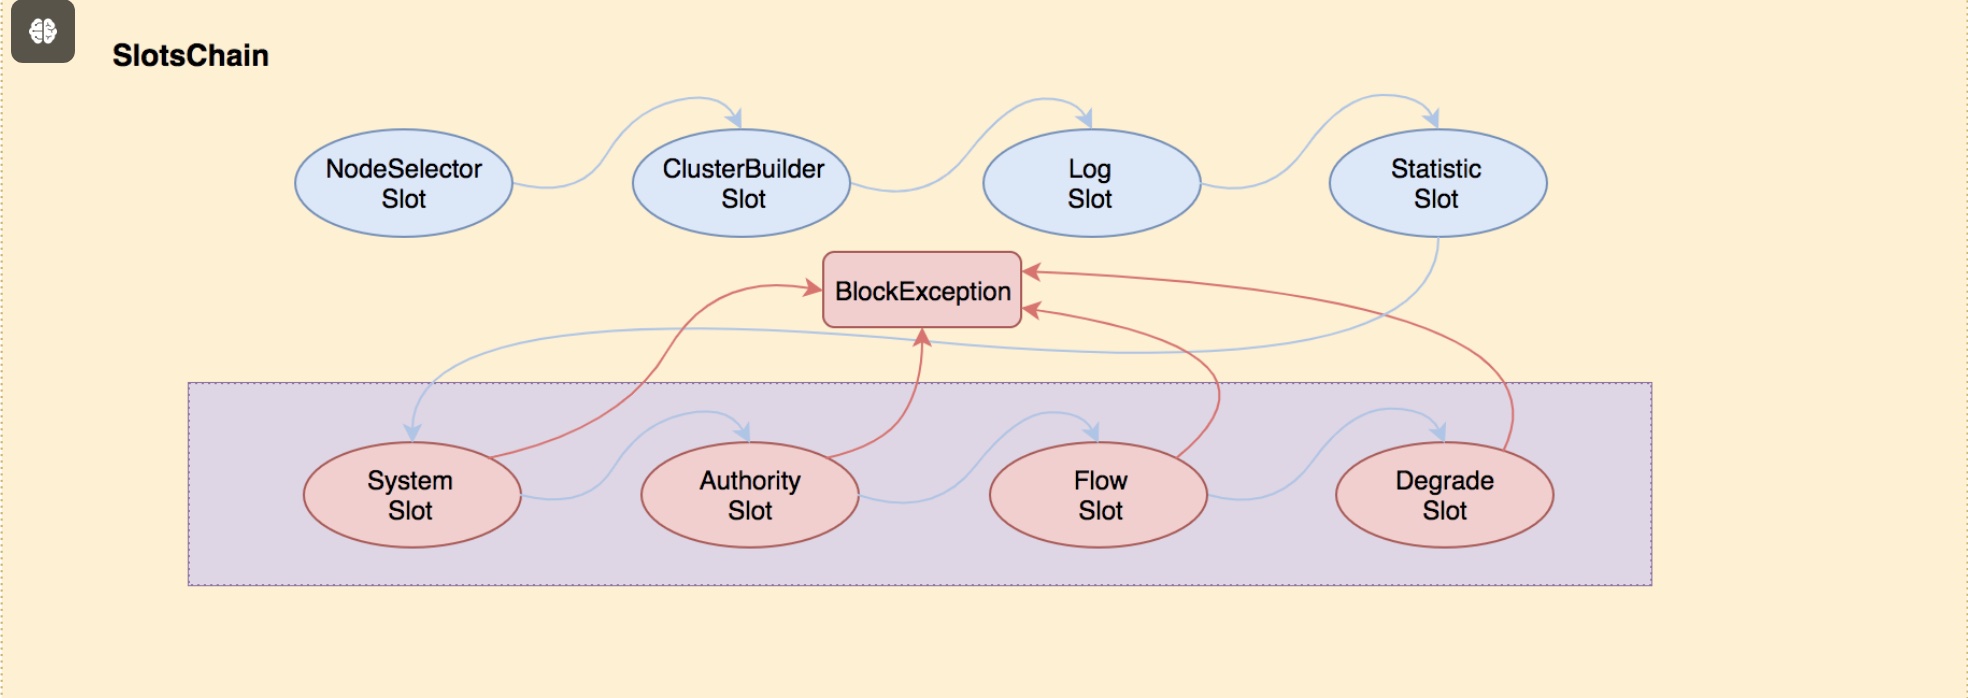 SlotsChain
NodeSelector
Slot
ClusterBuilder
Slot
Log
Slot
Statistic
Slot
BlockException
System
Slot
Authority
Slot
Flow
Slot
Degrade
Slot